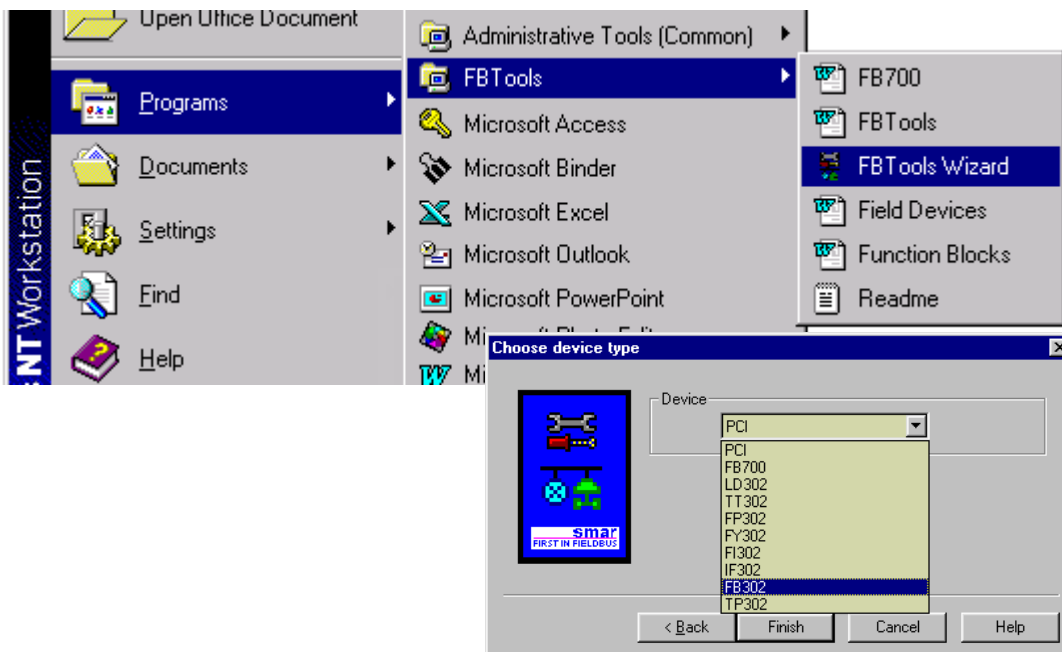 Open Office Document
Programs
Documents
Settings
Find
Help
NT Workstation
Administrative Tools (Common)
FBTools
Microsoft Access
Microsoft Binder
Microsoft Excel
Microsoft Outlook
Microsoft PowerPoint
FB700
FBTools
FBTools Wizard
Field Devices
Function Blocks
Readme
Choose device type
Device
PCI
PCI
FB700
LD302
TT302
FP302
FY302
FI302
IF302
FB302
TP302
smar
FIRST IN FIELDBUS
< Back
Finish
Cancel
Help